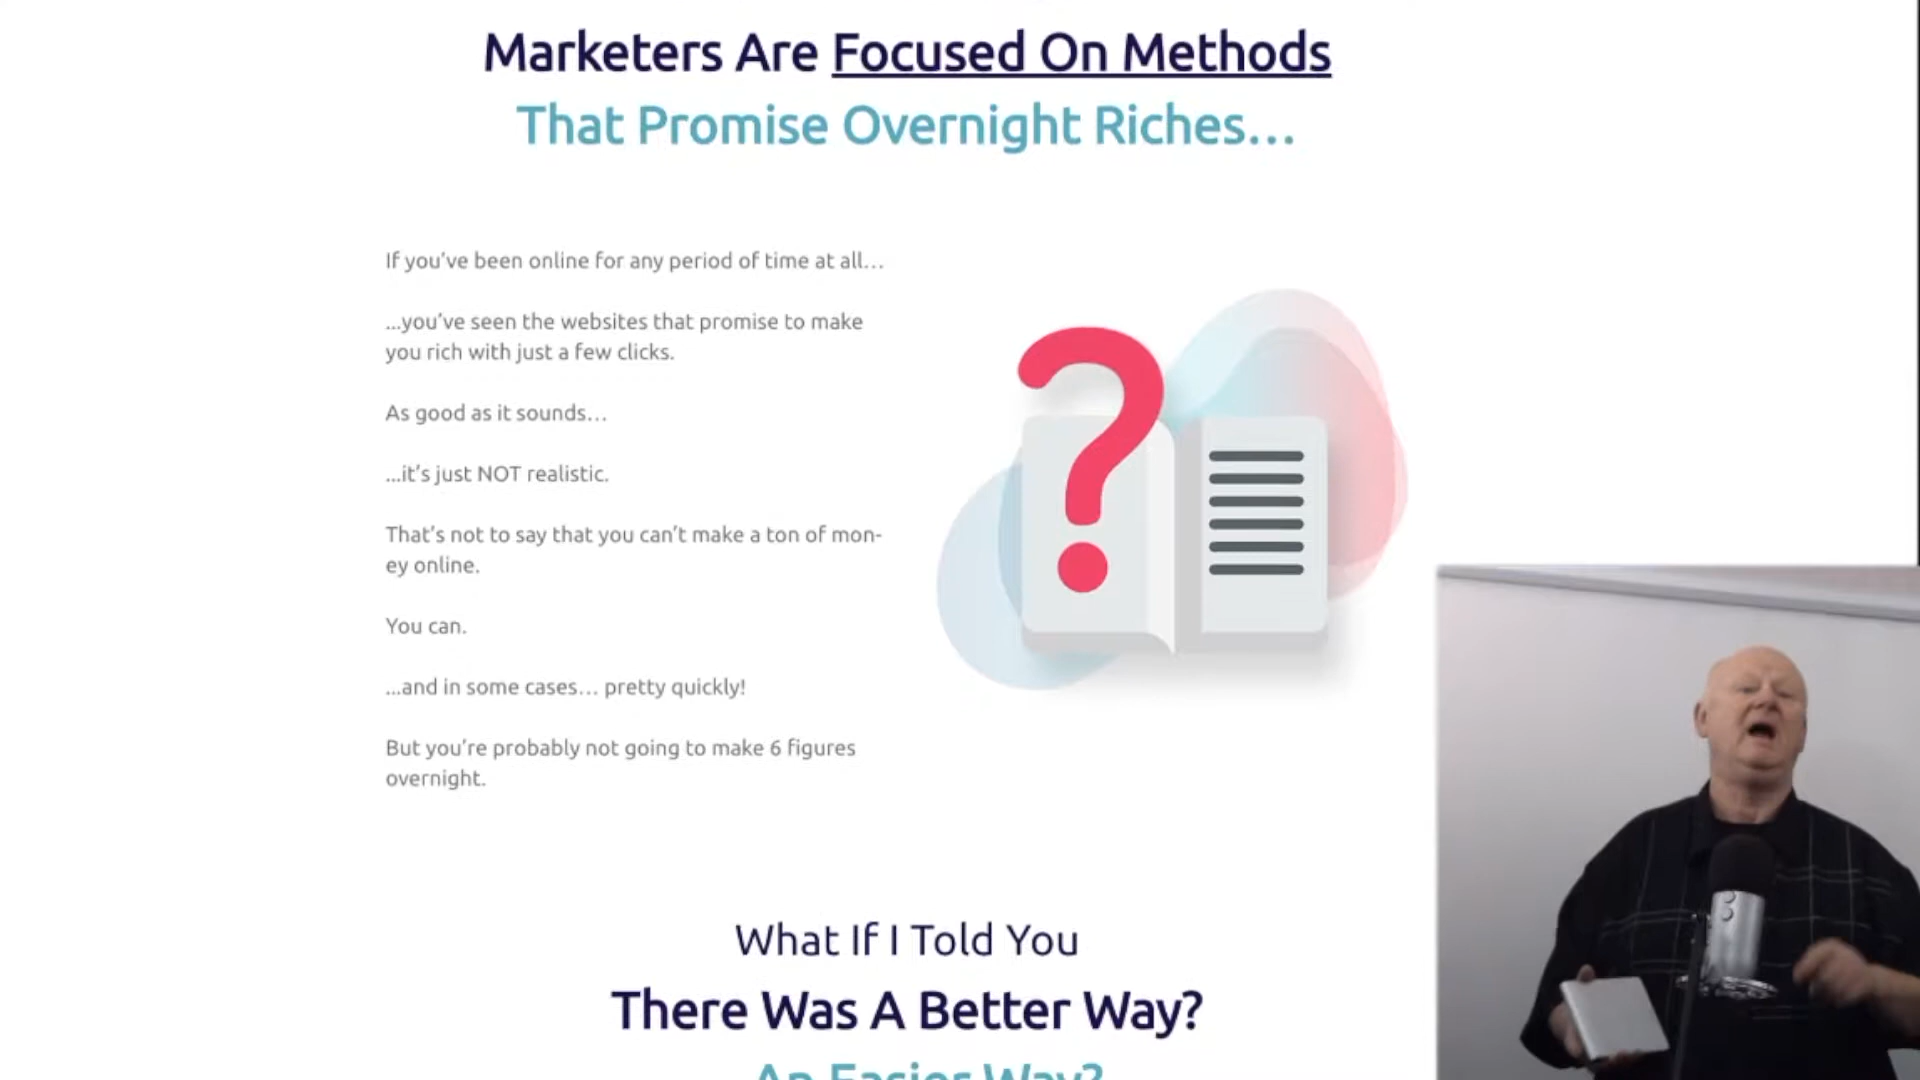 Marketers Are Focused On Methods
That Promise Overnight Riches...
If you've been online for any period of time at all...
...you've seen the websites that promise to make
you rich with just a few clicks.
As good as it sounds...
...it's just NOT realistic.
That's not to say that you can't make a ton of mon-
ey online.
You can.
...and in some cases... pretty quickly!
But you're probably not going to make 6 figures
overnight.
What If I Told You
There Was A Better Way?
An Easier Way?